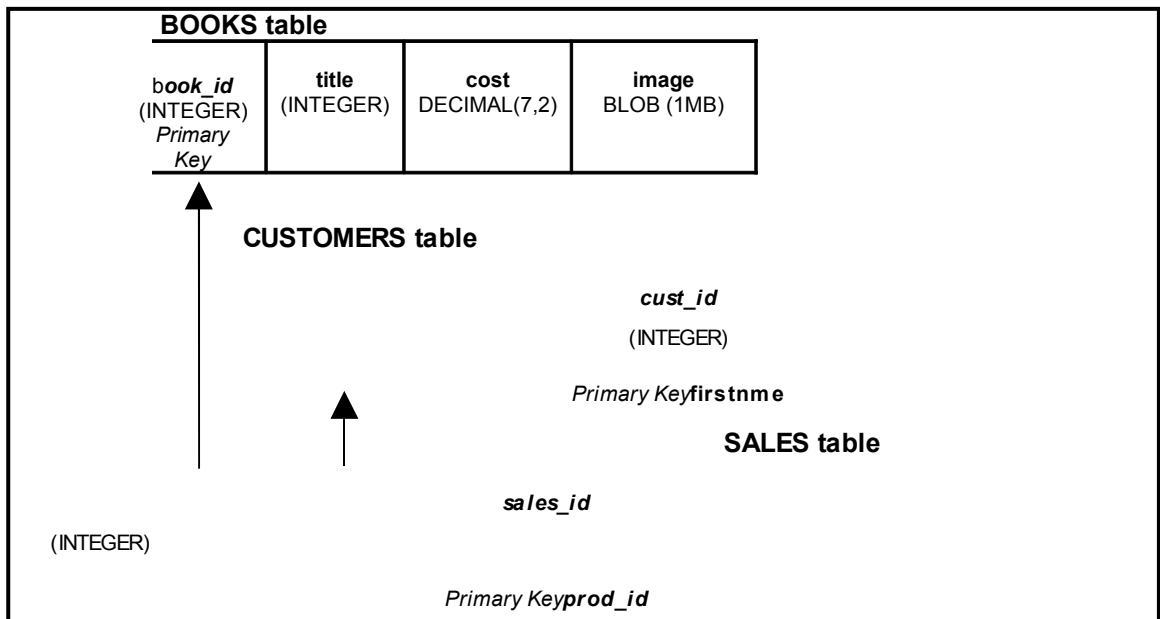 BOOKS table
book_id
(INTEGER)
Primary
Key
title
(INTEGER)
cost
DECIMAL(7,2)
image
BLOB (1MB)
CUSTOMERS table
cust_id
(INTEGER)
Primary Keyfirstnme
SALES table
sales_id
(INTEGER)
Primary Keyprod_id